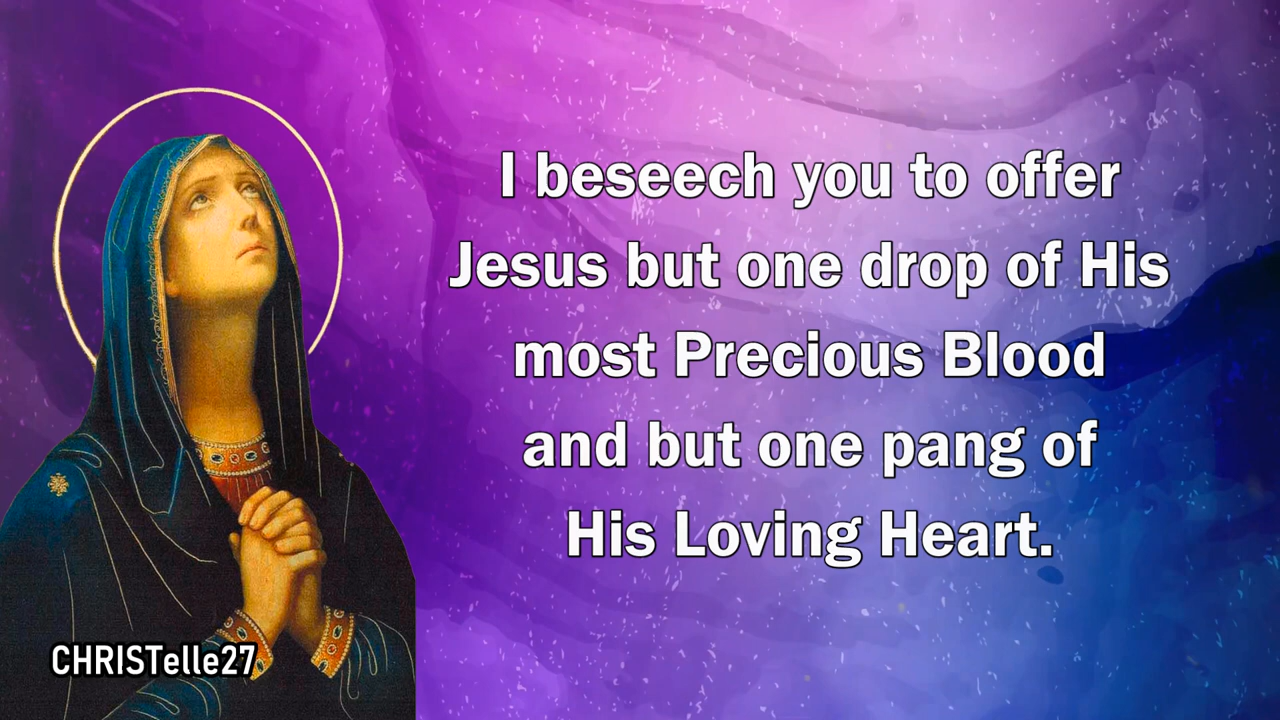 I beseech you to offer
Jesus but one drop of His
most Precious Blood
and but one pang of
His Loving Heart.
CHRISTelle27